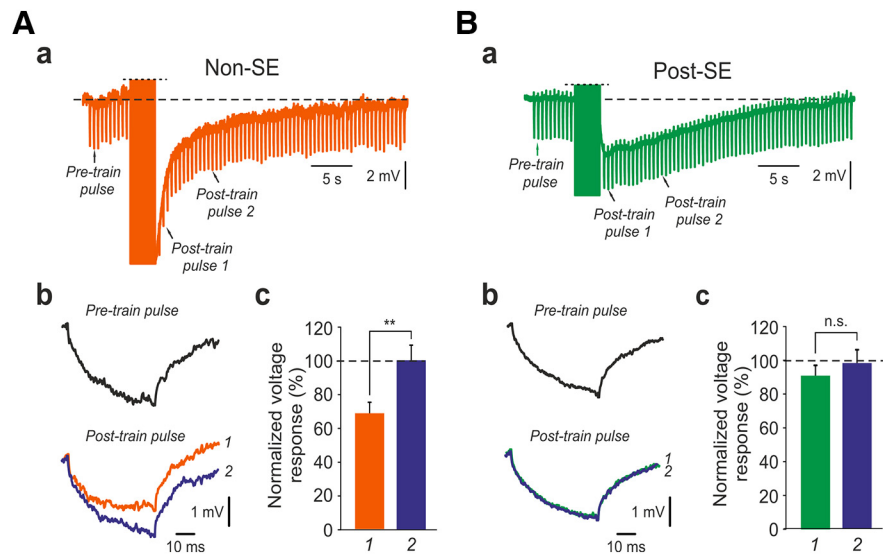 A
a
Non-SE
Pre-train
pulse
Post-train
pulse 2
Post-train
pulse 1
5 s
2 mV
b
Pre-train pulse
Post-train pulse
1
2
1 mV
10 ms
c
Normalized voltage
response (%)
120
100
80
60
40
20
0
**
1
2
B
a
Post-SE
Pre-train
pulse
Post-train
pulse 1
Post-train
pulse 2
5 s
2 mV
b
Pre-train pulse
Post-train pulse
1
2
1 mV
10 ms
c
Normalized voltage
response (%)
120
100
80
60
40
20
0
n.s.
1
2